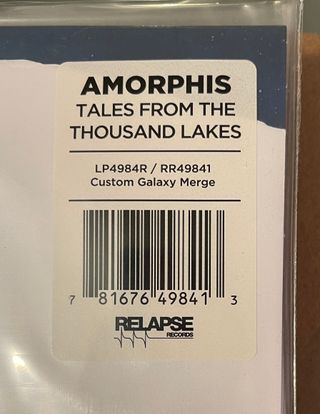 AMORPHIS
TALES FROM THE
THOUSAND LAKES
LP4984R / RR49841
Custom Galaxy Merge
7 81676 49841 3
RELAPSE
RECORDS